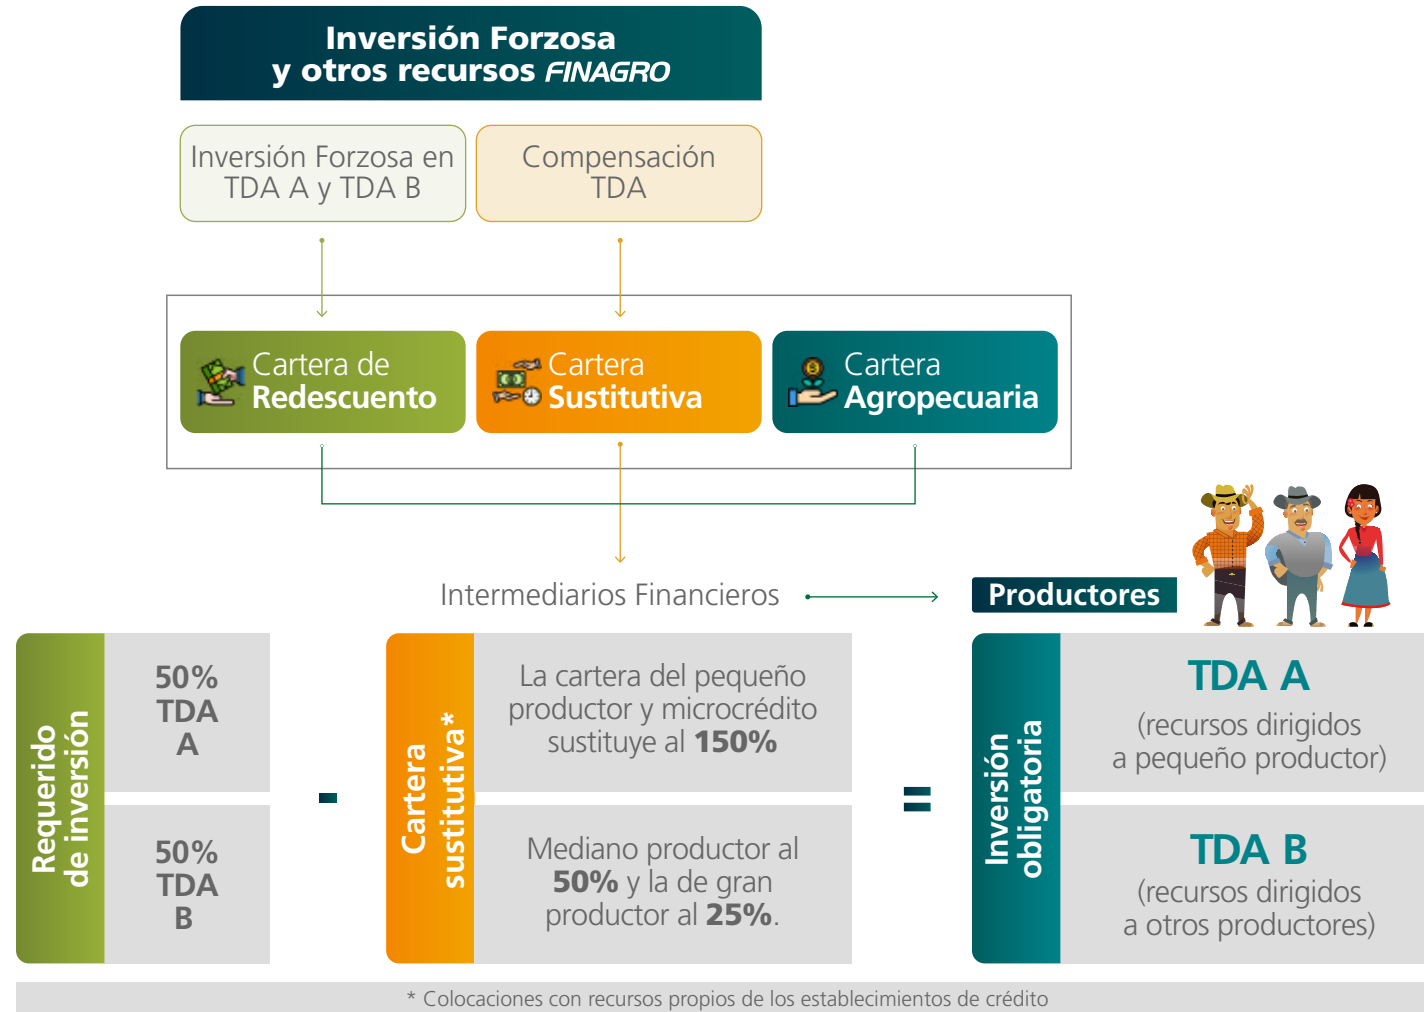 Inversión Forzosa
y otros recursos FINAGRO
Inversión Forzosa en
TDA A y TDA B
Compensación
TDA
Cartera de
Redescuento
Cartera
Sustitutiva
Cartera
Agropecuaria
Intermediarios Financieros
Productores
Requerido
de inversión
50%
TDA
A
50%
TDA
B
-
Cartera
sustitutiva*
La cartera del pequeño
productor y microcrédito
sustituye al 150%
Mediano productor al
50% y la de gran
productor al 25%.
=
Inversión
obligatoria
TDA A
(recursos dirigidos
a pequeño productor)
TDA B
(recursos dirigidos
a otros productores)
* Colocaciones con recursos propios de los establecimientos de crédito